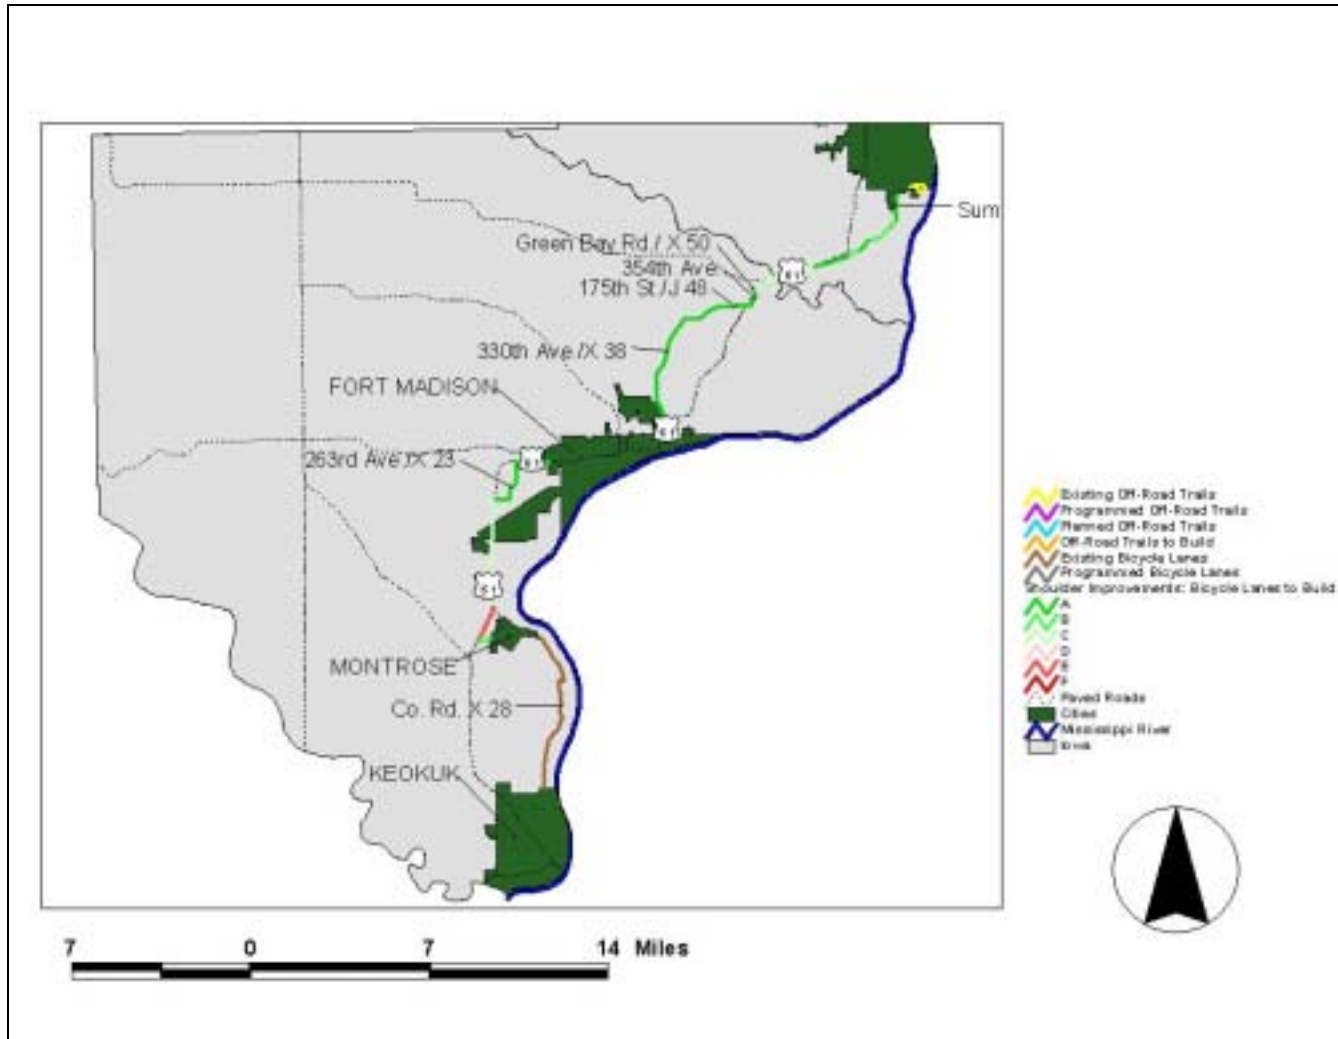 Sum
Green Bay Rd./ X 50
354th Ave
175th St./J 48
61
330th Ave./X 38
FORT MADISON
61
263rd Ave./X 23
61
61
MONTROSE
Co. Rd. X 28
KEOKUK
Existing Off-Road Trails
Programmed Off-Road Trails
Planned Off-Road Trails
Off-Road Trails to Build
Existing Bicycle Lanes
Programmed Bicycle Lanes
Shoulder Improvements: Bicycle Lanes to Build
A
B
C
D
E
F
Paved Roads
Cities
Mississippi River
Iowa
7 0 7 14 Miles